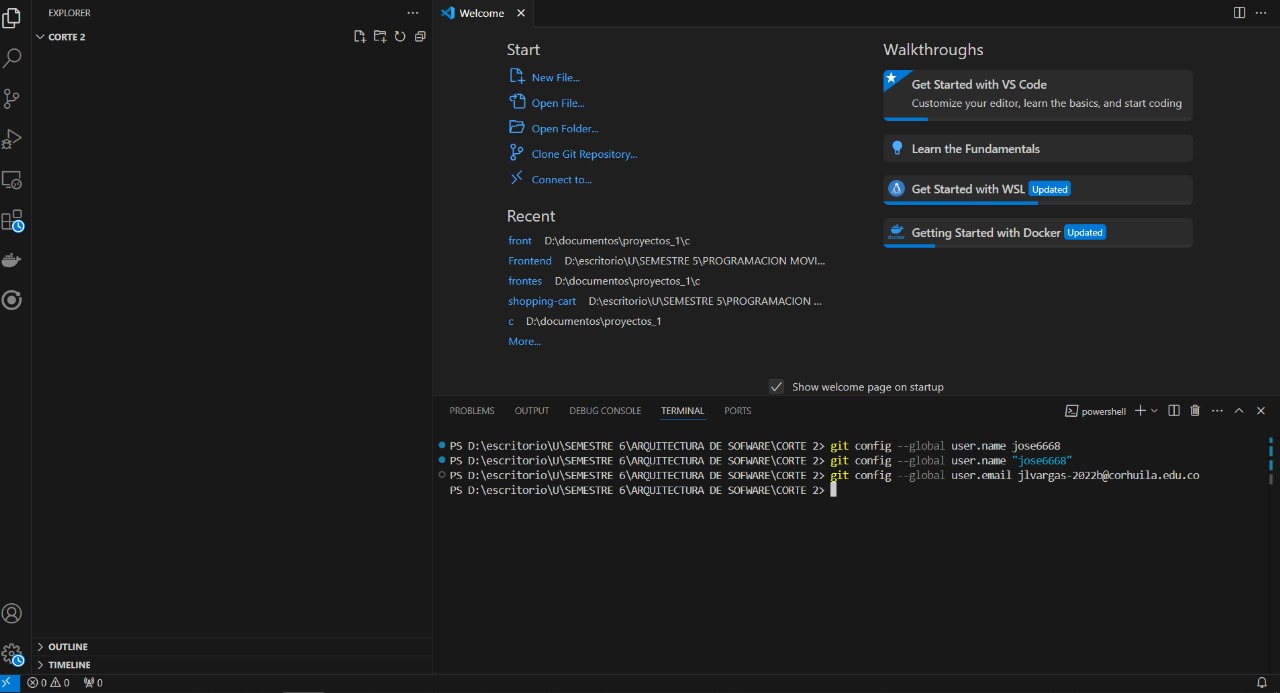 EXPLORER
CORTE 2
OUTLINE
TIMELINE
Welcome
Start
New File...
Open File...
Open Folder...
Clone Git Repository...
Connect to...
Recent
front D:\documentos\proyectos_1\c
Frontend D:\escritorio\U\SEMESTRE 5\PROGRAMACION MOVI...
frontes D:\documentos\proyectos_1\c
shopping-cart D:\escritorio\U\SEMESTRE 5\PROGRAMACION ...
c D:\documentos\proyectos_1
More...
Walkthroughs
Get Started with VS Code
Customize your editor, learn the basics, and start coding
Learn the Fundamentals
Get Started with WSL Updated
docker
Getting Started with Docker Updated
Show welcome page on startup
PROBLEMS OUTPUT DEBUG CONSOLE TERMINAL PORTS
powershell
PS D:\escritorio\U\SEMESTRE 6\ARQUITECTURA DE SOFWARE\CORTE 2> git config --global user.name jose6668
PS D:\escritorio\U\SEMESTRE 6\ARQUITECTURA DE SOFWARE\CORTE 2> git config --global user.name "jose6668"
PS D:\escritorio\U\SEMESTRE 6\ARQUITECTURA DE SOFWARE\CORTE 2> git config --global user.email jlvargas-2022b@corhuila.edu.co
PS D:\escritorio\U\SEMESTRE 6\ARQUITECTURA DE SOFWARE\CORTE 2>
0 0 0